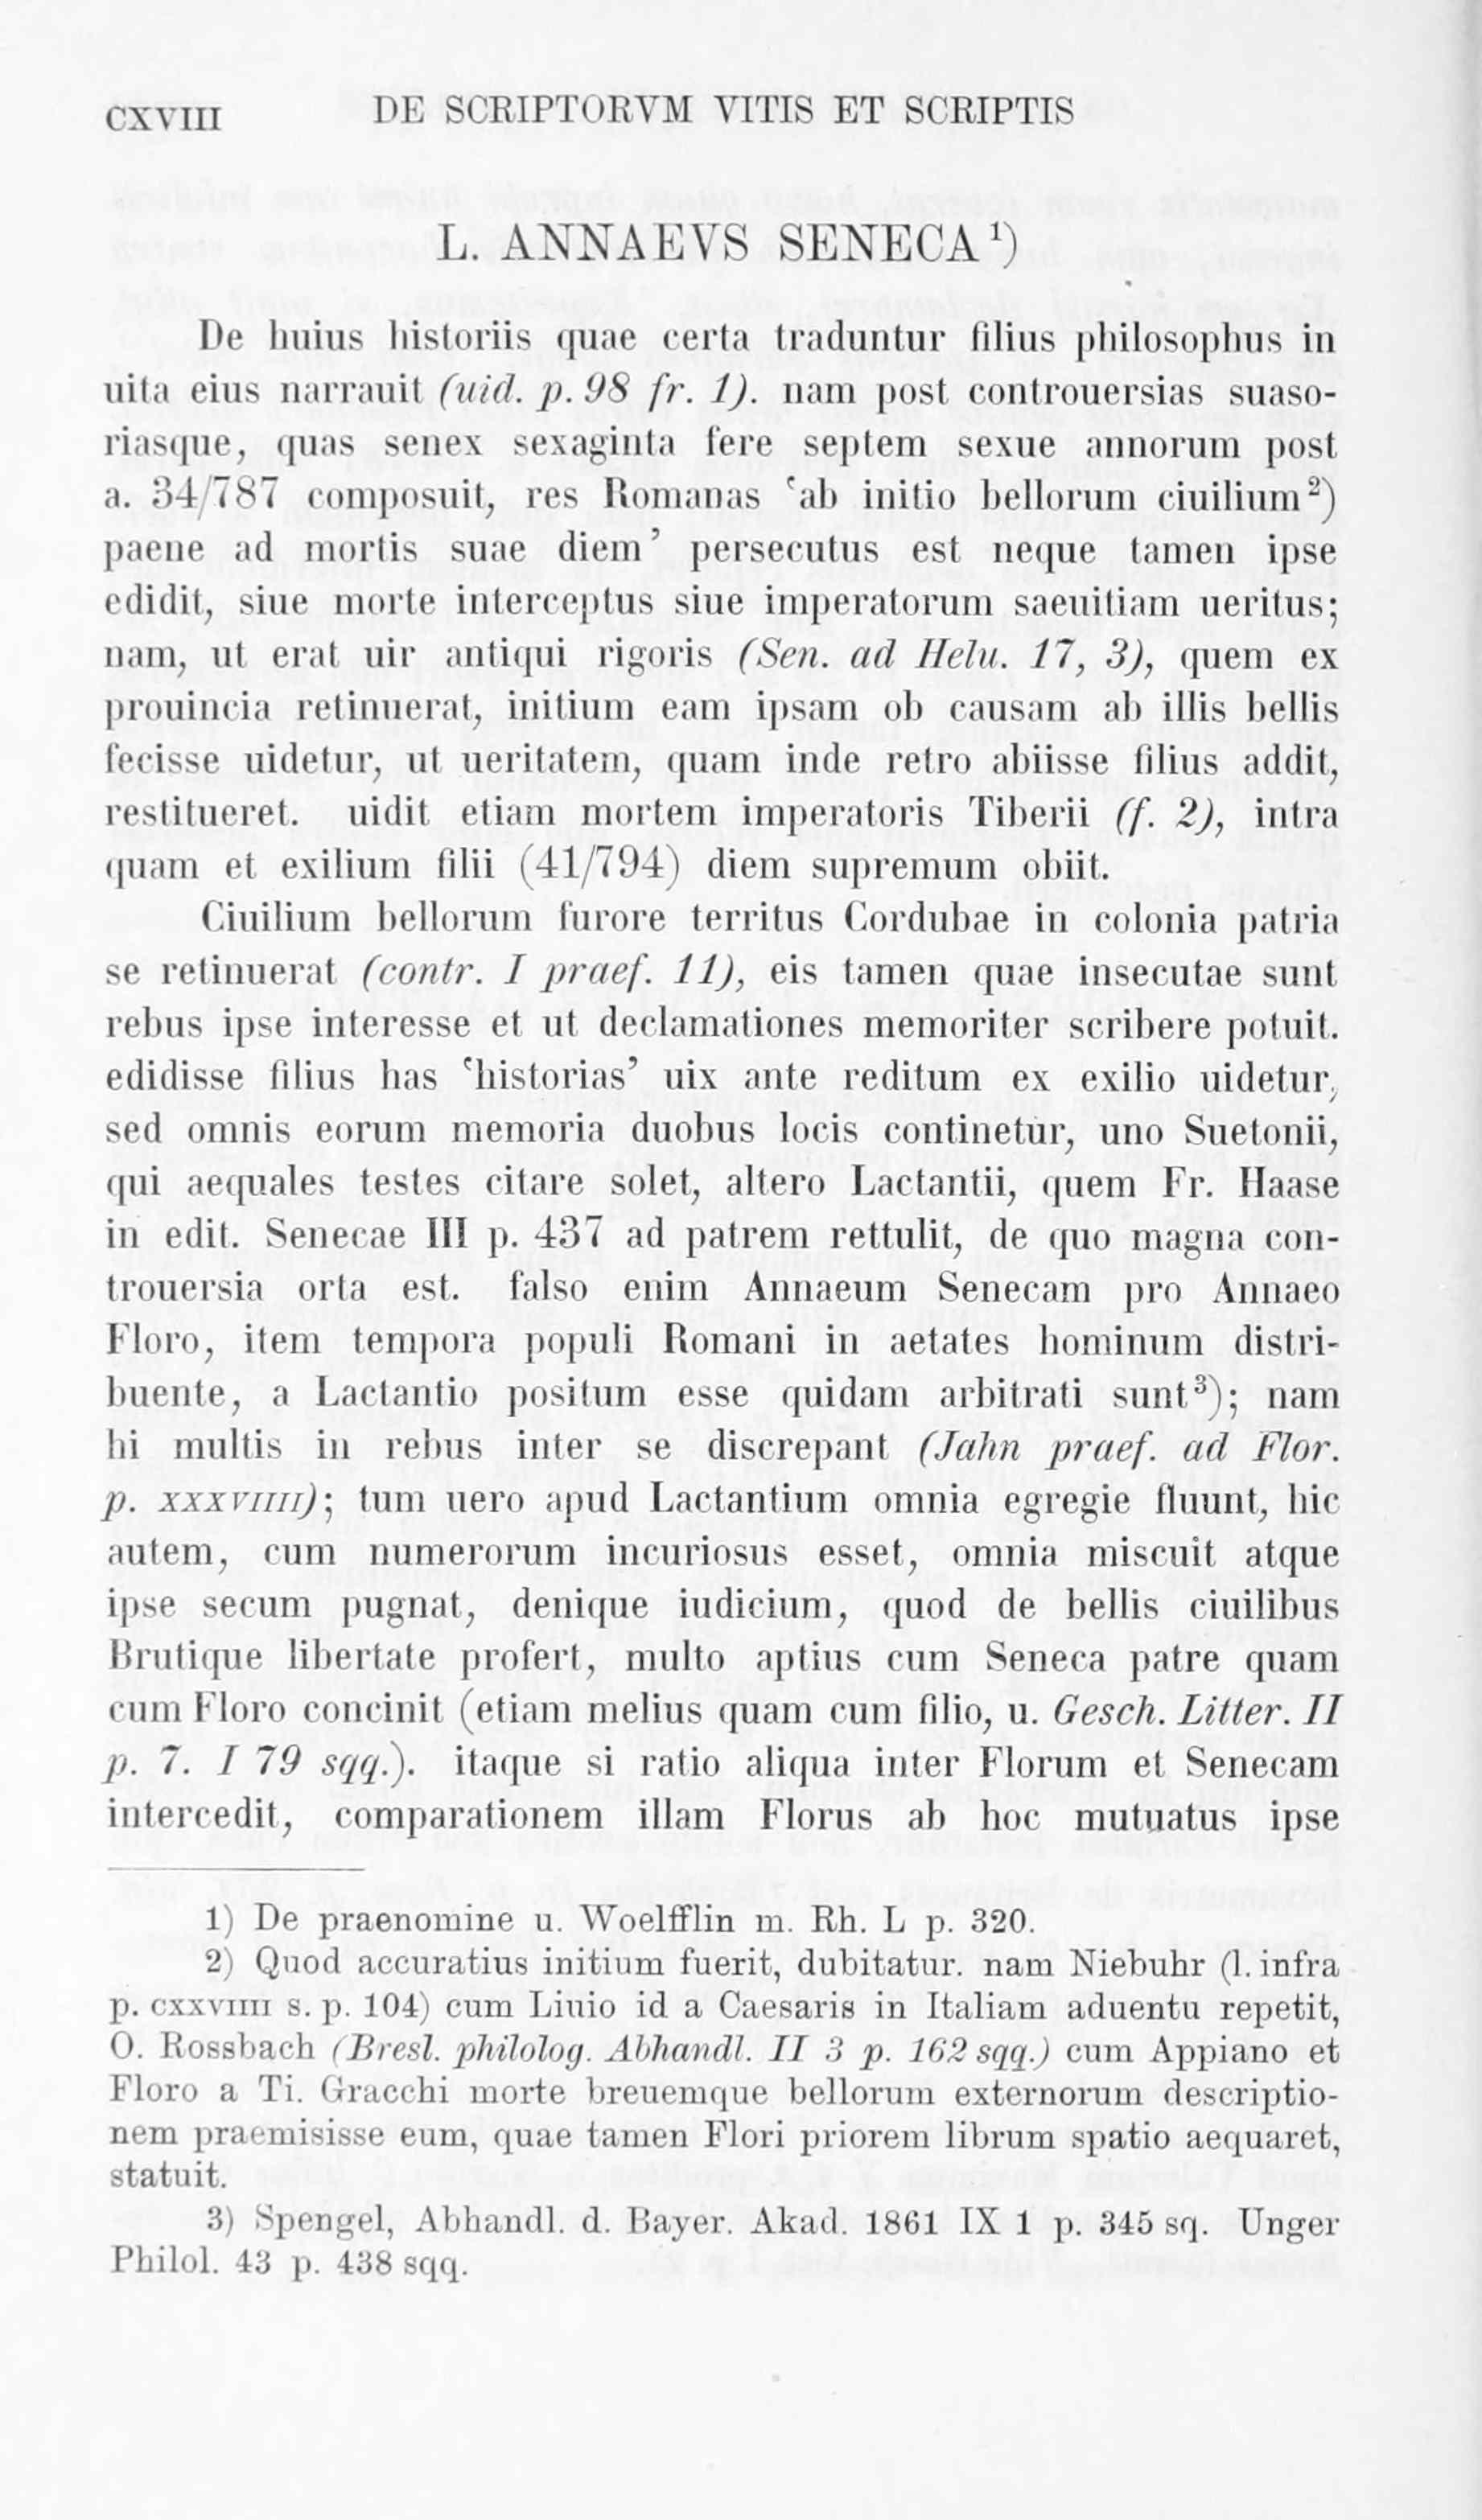 CXVIII DE SCRIPTORVM VITIS ET SCRIPTIS
L. ANNAEVS SENECA ¹)
De huius historiis quae certa traduntur filius philosophus in
uita eius narrauit (uid. p. 98 fr. 1). nam post controuersias suaso-
riasque, quas senex sexaginta fere septem sexue annorum post
a. 34/787 composuit, res Romanas ‘ab initio bellorum ciuilium²)
paene ad mortis suae diem’ persecutus est neque tamen ipse
edidit, siue morte interceptus siue imperatorum saeuitiam ueritus;
nam, ut erat uir antiqui rigoris (Sen. ad Helu. 17, 3), quem ex
prouincia retinuerat, initium eam ipsam ob causam ab illis bellis
fecisse uidetur, ut ueritatem, quam inde retro abiisse filius addit,
restitueret. uidit etiam mortem imperatoris Tiberii (f. 2), intra
quam et exilium filii (41/794) diem supremum obiit.
Ciuilium bellorum furore territus Cordubae in colonia patria
se retinuerat (contr. I praef. 11), eis tamen quae insecutae sunt
rebus ipse interesse et ut declamationes memoriter scribere potuit.
edidisse filius has ‘historias’ uix ante reditum ex exilio uidetur,
sed omnis eorum memoria duobus locis continetur, uno Suetonii,
qui aequales testes citare solet, altero Lactantii, quem Fr. Haase
in edit. Senecae III p. 437 ad patrem rettulit, de quo magna con-
trouersia orta est. falso enim Annaeum Senecam pro Annaeo
Floro, item tempora populi Romani in aetates hominum distri-
buente, a Lactantio positum esse quidam arbitrati sunt³); nam
hi multis in rebus inter se discrepant (Jahn praef. ad Flor.
p. XXXVIIII); tum uero apud Lactantium omnia egregie fluunt, hic
autem, cum numerorum incuriosus esset, omnia miscuit atque
ipse secum pugnat, denique iudicium, quod de bellis ciuilibus
Brutique libertate profert, multo aptius cum Seneca patre quam
cum Floro concinit (etiam melius quam cum filio, u. Gesch. Litter. II
p. 7. I 79 sqq.). itaque si ratio aliqua inter Florum et Senecam
intercedit, comparationem illam Florus ab hoc mutuatus ipse
1) De praenomine u. Woelfflin m. Rh. L p. 320.
2) Quod accuratius initium fuerit, dubitatur. nam Niebuhr (l. infra
p. CXXVIIII s. p. 104) cum Liuio id a Caesaris in Italiam aduentu repetit,
O. Rossbach (Bresl. philolog. Abhandl. II 3 p. 162 sqq.) cum Appiano et
Floro a Ti. Gracchi morte breuemque bellorum externorum descriptio-
nem praemisisse eum, quae tamen Flori priorem librum spatio aequaret,
statuit.
3) Spengel, Abhandl. d. Bayer. Akad. 1861 IX 1 p. 345 sq. Unger
Philol. 43 p. 438 sqq.